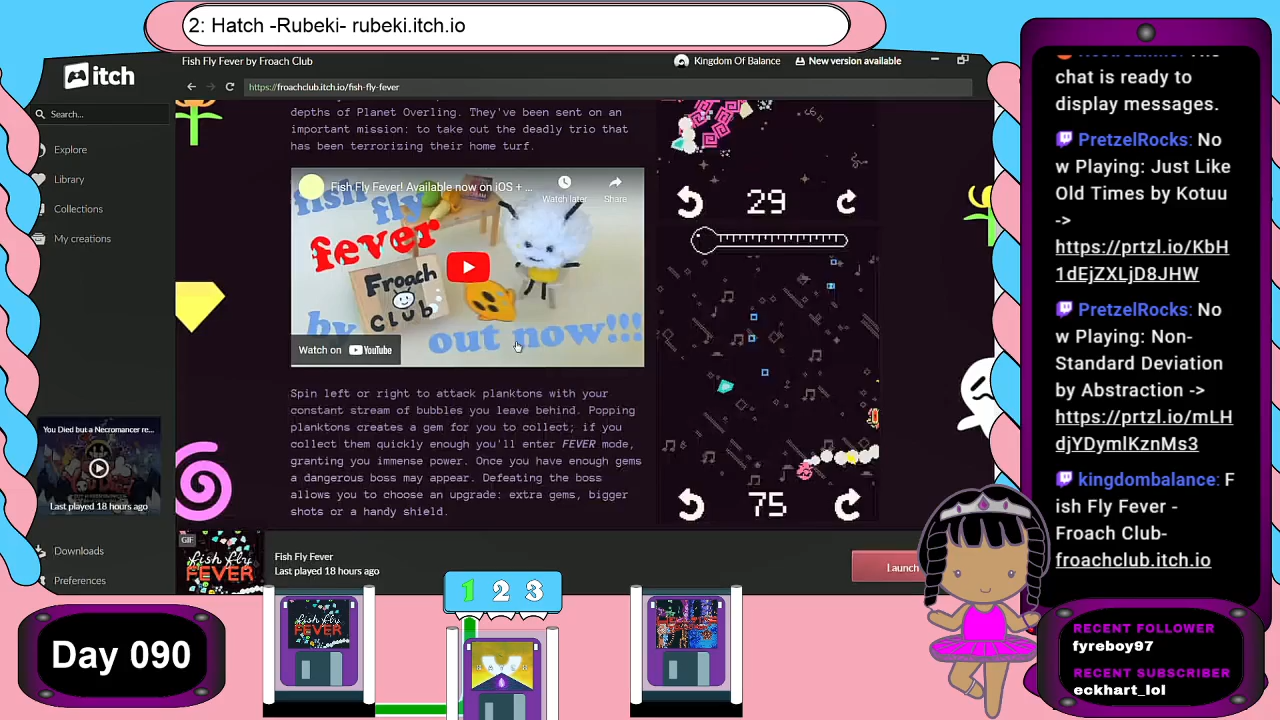 2: Hatch -Rubeki- rubeki.itch.io
Fish Fly Fever by Froach Club
Kingdom Of Balance
New version available
itch
https://froachclub.itch.io/fish-fly-fever
Search...
Explore
Library
Collections
My creations
You Died but a Necromancer re...
Last played 18 hours ago
Downloads
Preferences
depths of Planet Overling. They've been sent on an
important mission: to take out the deadly trio that
has been terrorizing their home turf.
Fish Fly Fever! Available now on iOS + ...
Watch later
Share
fish fly
fever
Froach
CLUB
by
out now!!!
Watch on YouTube
Spin left or right to attack planktons with your
constant stream of bubbles you leave behind. Popping
planktons creates a gem for you to collect; if you
collect them quickly enough you'll enter FEVER mode,
granting you immense power. Once you have enough gems
a dangerous boss may appear. Defeating the boss
allows you to choose an upgrade: extra gems, bigger
shots or a handy shield.
29
75
GIF
fish fly
FEVER
Fish Fly Fever
Last played 18 hours ago
Launch
1 2 3
fish fly
FEVER
Day 090
chat is ready to
display messages.
PretzelRocks: No
w Playing: Just Like
Old Times by Kotuu
->
https://prtzl.io/KbH
1dEjZXLjD8JHW
PretzelRocks: No
w Playing: Non-
Standard Deviation
by Abstraction ->
https://prtzl.io/mLH
djYDymlKznMs3
kingdombalance: F
ish Fly Fever -
Froach Club-
froachclub.itch.io
RECENT FOLLOWER
fyreboy97
RECENT SUBSCRIBER
eckhart_lol